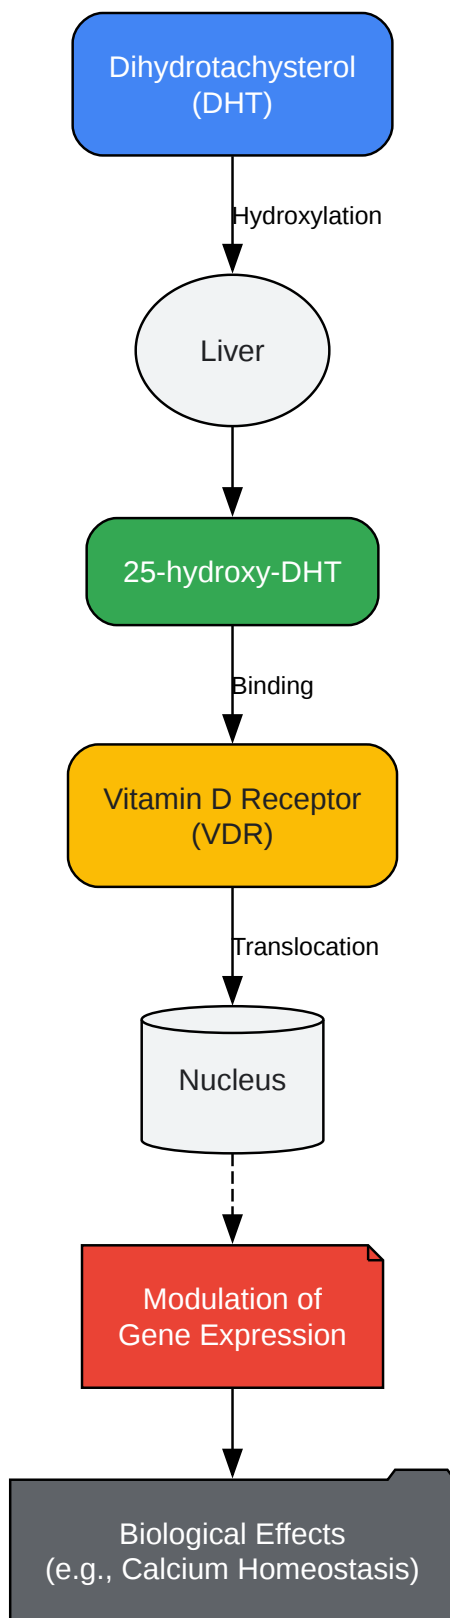 Dihydrotachysterol
(DHT)
Hydroxylation
Liver
25-hydroxy-DHT
Binding
Vitamin D Receptor
(VDR)
Translocation
Nucleus
Modulation of
Gene Expression
Biological Effects
(e.g., Calcium Homeostasis)